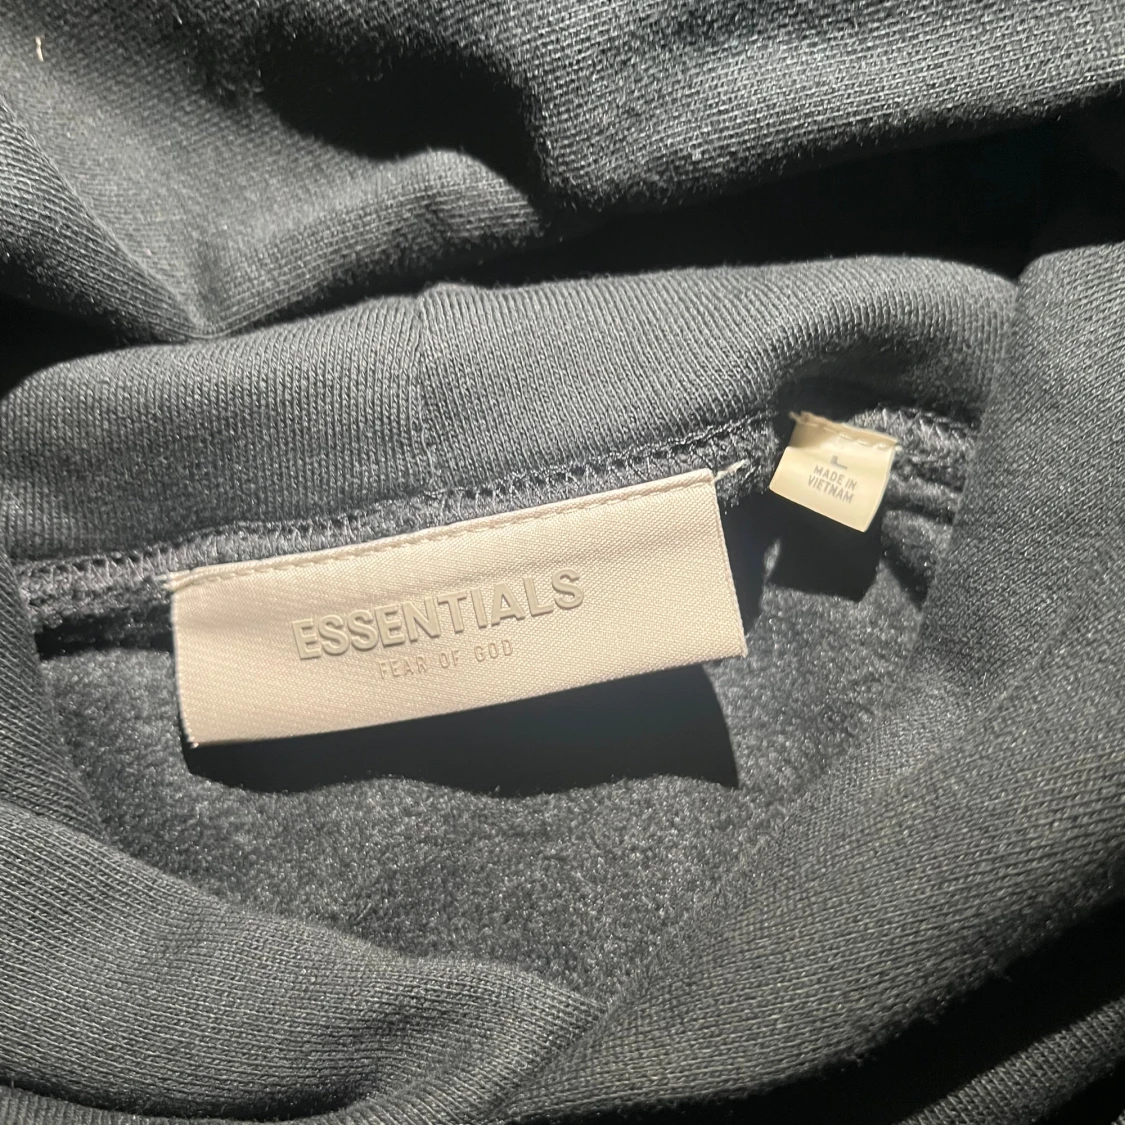 ESSENTIALS
FEAR OF GOD
L
MADE IN
VIETNAM